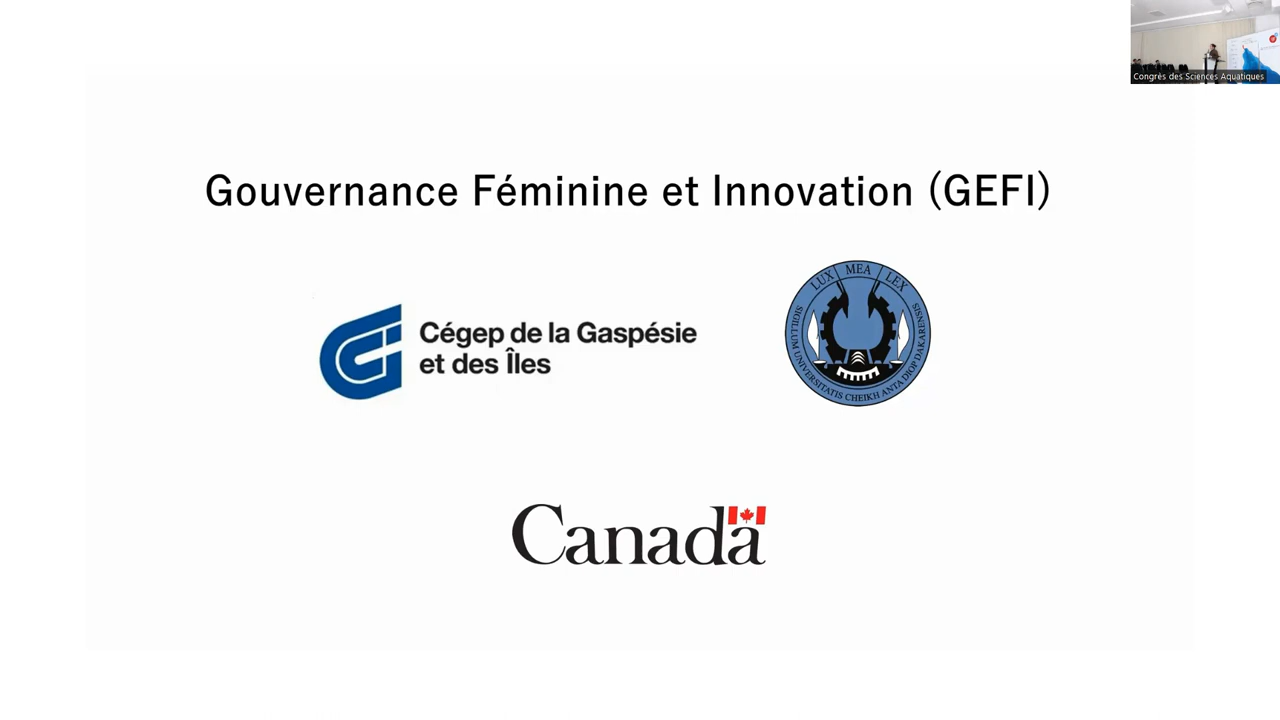 Congrès des Sciences Aquatiques
Gouvernance Féminine et Innovation (GEFI)
Cégep de la Gaspésie
et des Îles
LUX MEA LEX
SIGILLUM UNIVERSITATIS CHEIKH ANTA DIOP DAKARENSIS
Canada